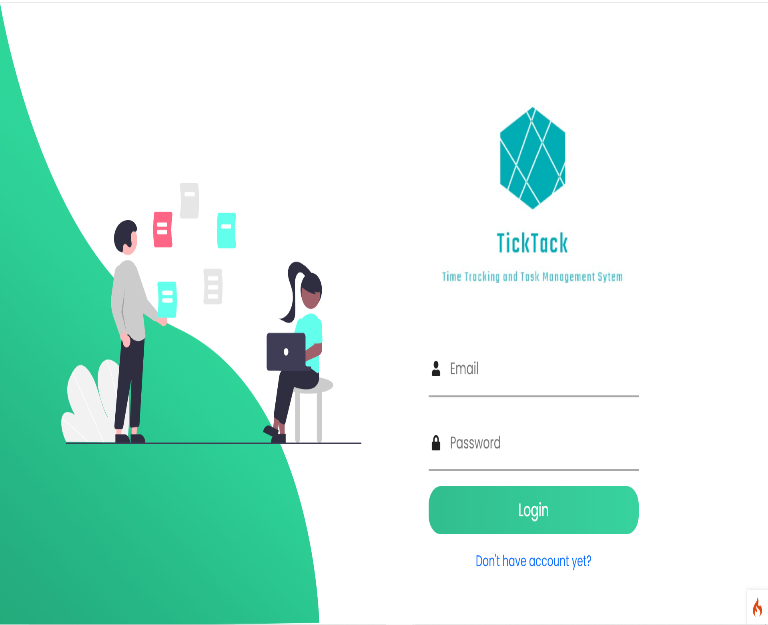 TickTack
Time Tracking and Task Management Sytem
Email
Password
Login
Don't have account yet?